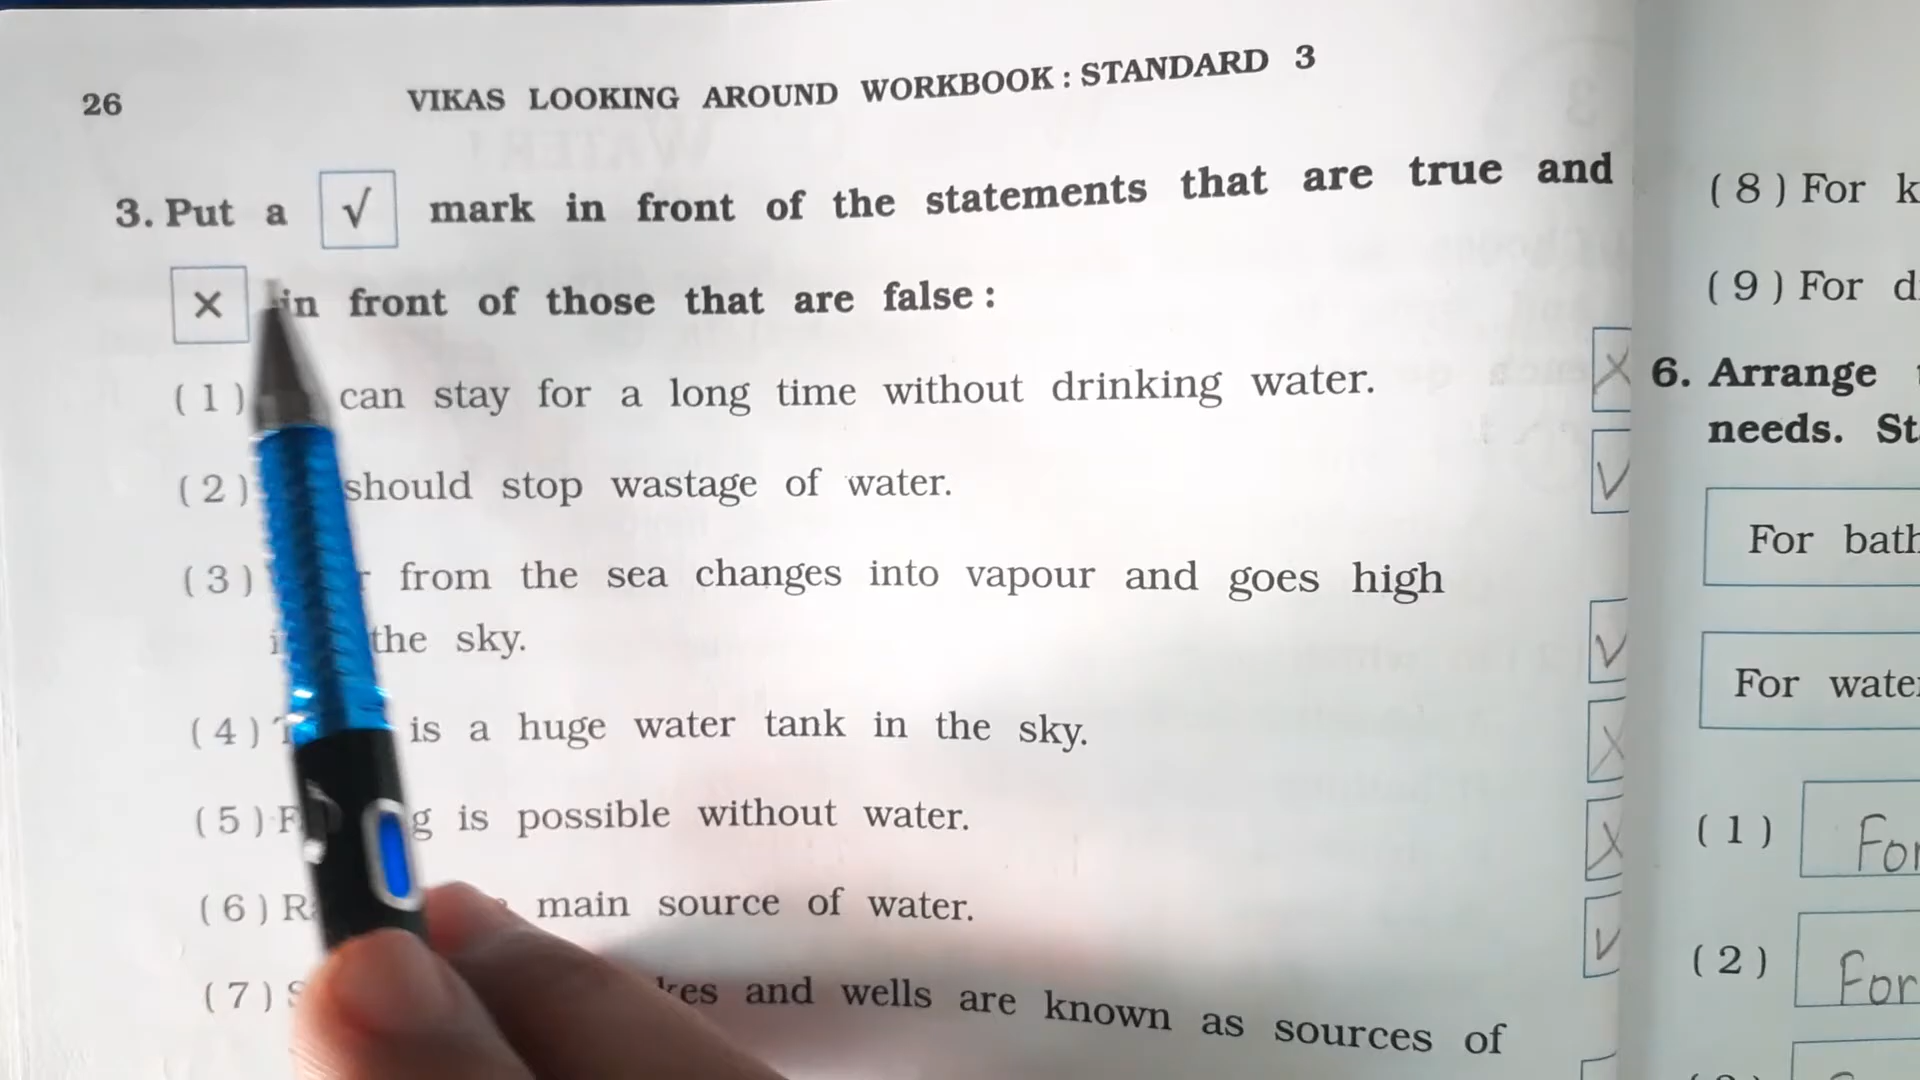 26 VIKAS LOOKING AROUND WORKBOOK : STANDARD 3
3. Put a √ mark in front of the statements that are true and
× in front of those that are false :
( 1 ) can stay for a long time without drinking water. X
( 2 ) should stop wastage of water. √
( 3 ) from the sea changes into vapour and goes high
the sky. √
( 4 ) is a huge water tank in the sky. X
( 5 ) is possible without water. X
( 6 ) main source of water. √
( 7 ) and wells are known as sources of
( 8 ) For
( 9 ) For
6. Arrange
needs.
For
For
( 1 ) For
( 2 ) For